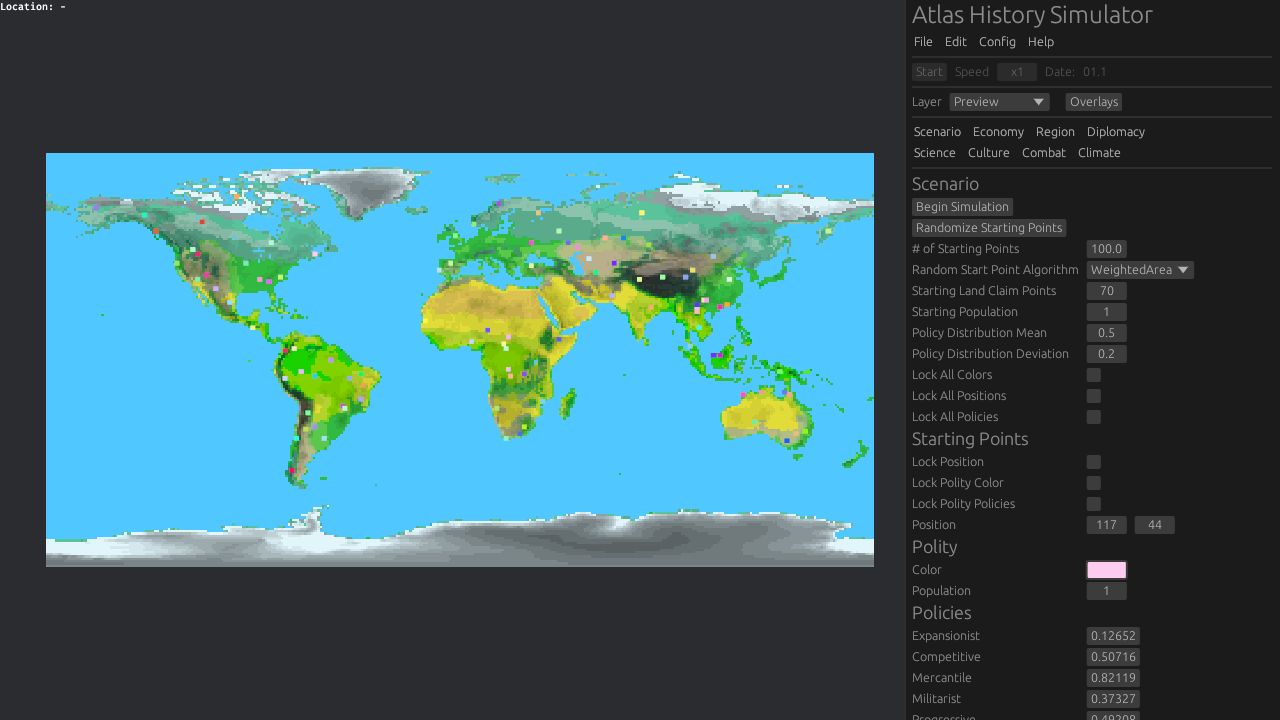 Location: -
Atlas History Simulator
File Edit Config Help
Start Speed x1 Date: 01.1
Layer Preview Overlays
Scenario Economy Region Diplomacy
Science Culture Combat Climate
Scenario
Begin Simulation
Randomize Starting Points
# of Starting Points 100.0
Random Start Point Algorithm WeightedArea
Starting Land Claim Points 70
Starting Population 1
Policy Distribution Mean 0.5
Policy Distribution Deviation 0.2
Lock All Colors
Lock All Positions
Lock All Policies
Starting Points
Lock Position
Lock Polity Color
Lock Polity Policies
Position 117 44
Polity
Color
Population 1
Policies
Expansionist 0.12652
Competitive 0.50716
Mercantile 0.82119
Militarist 0.37327
Progressive 0.49208